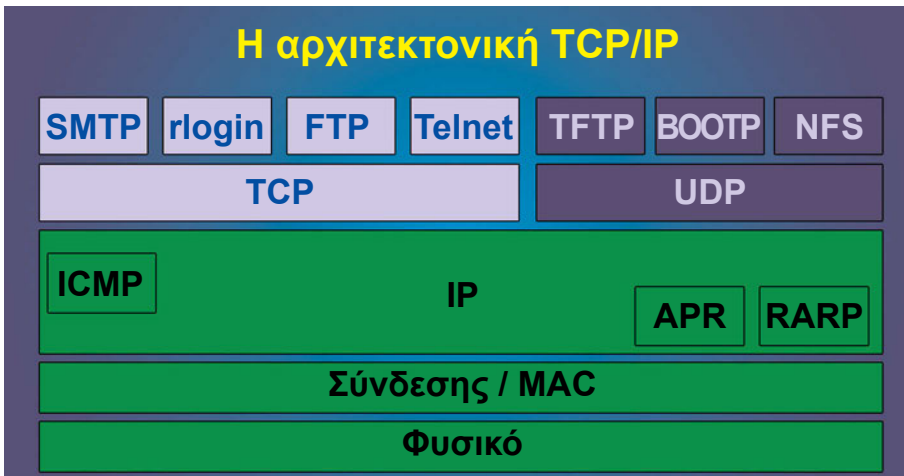 Η αρχιτεκτονική TCP/IP
SMTP rlogin FTP Telnet TFTP BOOTP NFS
TCP UDP
ICMP IP APR RARP
Σύνδεσης / MAC
Φυσικό